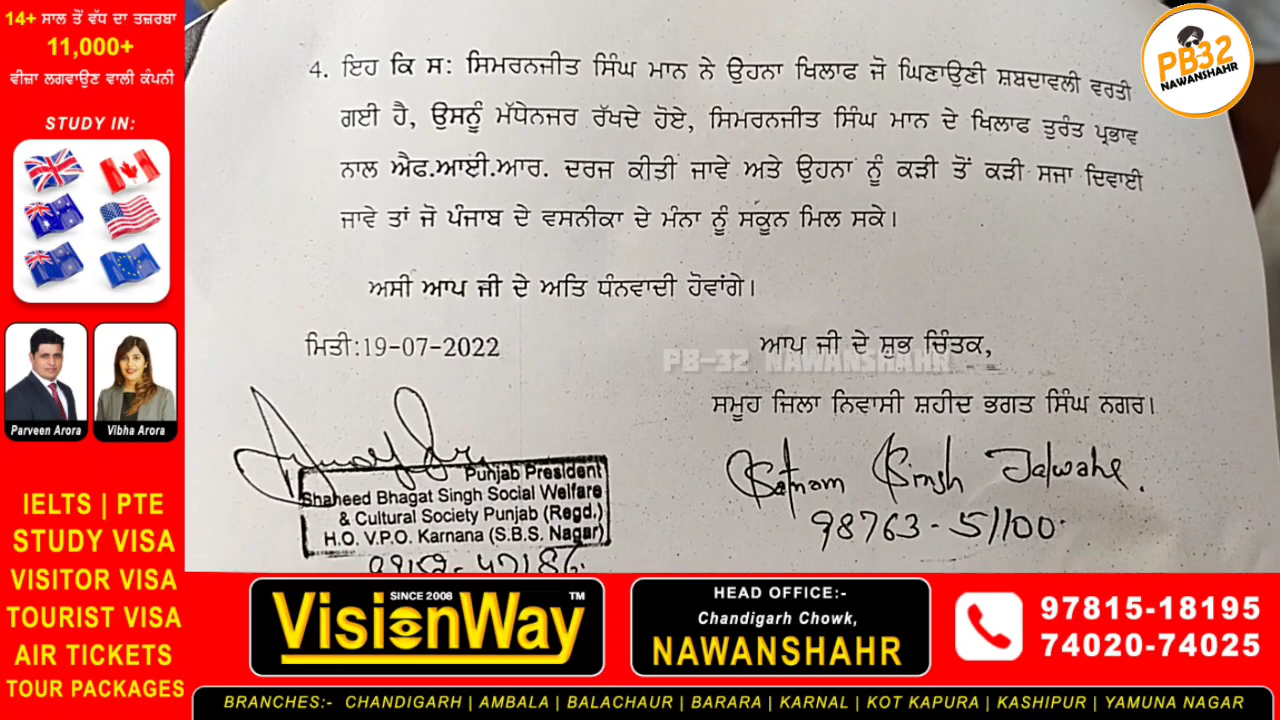 14+ ਸਾਲ ਤੋਂ ਵੱਧ ਦਾ ਤਜ਼ਰਬਾ
11,000+
ਵੀਜ਼ਾ ਲਗਵਾਉਣ ਵਾਲੀ ਕੰਪਨੀ
STUDY IN:
Parveen Arora
Vibha Arora
IELTS | PTE
STUDY VISA
VISITOR VISA
TOURIST VISA
AIR TICKETS
TOUR PACKAGES
PB32
NAWANSHAHR
4. ਇਹ ਕਿ ਸ: ਸਿਮਰਨਜੀਤ ਸਿੰਘ ਮਾਨ ਨੇ ਉਹਨਾ ਖਿਲਾਫ ਜੋ ਘਿਣਾਉਣੀ ਸ਼ਬਦਾਵਲੀ ਵਰਤੀ
ਗਈ ਹੈ, ਉਸਨੂੰ ਮੱਧੇਨਜਰ ਰੱਖਦੇ ਹੋਏ, ਸਿਮਰਨਜੀਤ ਸਿੰਘ ਮਾਨ ਦੇ ਖਿਲਾਫ ਤੁਰੰਤ ਪ੍ਰਭਾਵ
ਨਾਲ ਐਫ.ਆਈ.ਆਰ. ਦਰਜ ਕੀਤੀ ਜਾਵੇ ਅਤੇ ਉਹਨਾ ਨੂੰ ਕੜੀ ਤੋਂ ਕੜੀ ਸਜਾ ਦਿਵਾਈ
ਜਾਵੇ ਤਾਂ ਜੋ ਪੰਜਾਬ ਦੇ ਵਸਨੀਕਾ ਦੇ ਮੰਨਾ ਨੂੰ ਸਕੂਨ ਮਿਲ ਸਕੇ।
ਅਸੀ ਆਪ ਜੀ ਦੇ ਅਤਿ ਧੰਨਵਾਦੀ ਹੋਵਾਂਗੇ।
ਮਿਤੀ:19-07-2022
ਆਪ ਜੀ ਦੇ ਸ਼ੁਭ ਚਿੰਤਕ,
PB-32 NAWANSHAHR
ਸਮੂਹ ਜਿਲਾ ਨਿਵਾਸੀ ਸ਼ਹੀਦ ਭਗਤ ਸਿੰਘ ਨਗਰ।
Punjab President
Shaheed Bhagat Singh Social Welfare
& Cultural Society Punjab (Regd.)
H.O. V.P.O. Karnana (S.B.S. Nagar)
Satnam Singh Jalwaha.
98763-51100
SINCE 2008
VisionWay™
HEAD OFFICE:-
Chandigarh Chowk,
NAWANSHAHR
97815-18195
74020-74025
BRANCHES:- CHANDIGARH | AMBALA | BALACHAUR | BARARA | KARNAL | KOT KAPURA | KASHIPUR | YAMUNA NAGAR